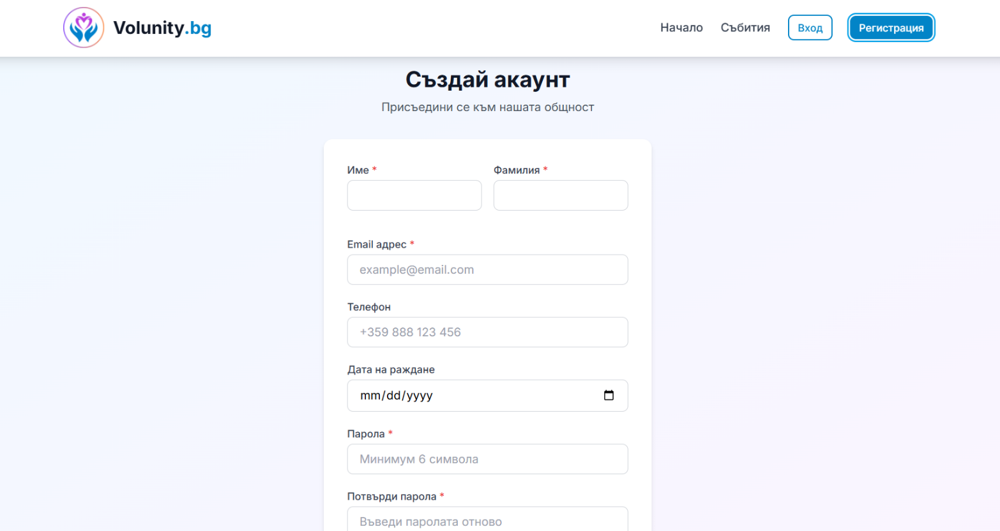 Volunity.bg
Начало
Събития
Вход
Регистрация
Създай акаунт
Присъедини се към нашата общност
Име *
Фамилия *
Email адрес *
example@email.com
Телефон
+359 888 123 456
Дата на раждане
mm/dd/yyyy
Парола *
Минимум 6 символа
Потвърди парола *
Въведи паролата отново